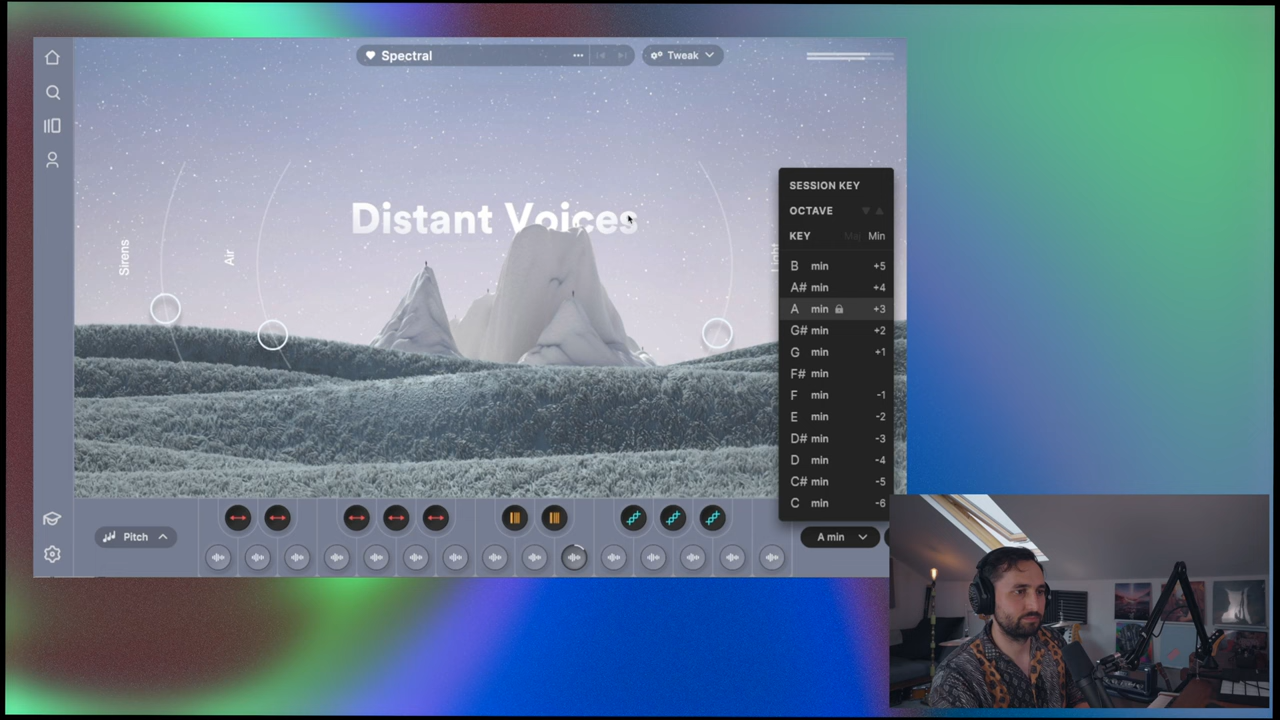 Spectral
Tweak
Distant Voices
Sirens
Air
Light
SESSION KEY
OCTAVE
KEY Maj Min
B min +5
A# min +4
A min +3
G# min +2
G min +1
F# min
F min -1
E min -2
D# min -3
D min -4
C# min -5
C min -6
Pitch
A min